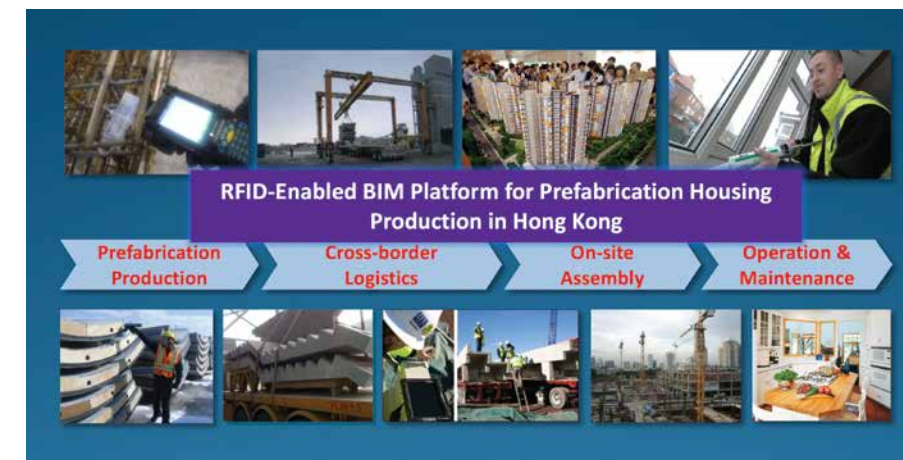 RFID-Enabled BIM Platform for Prefabrication Housing
Production in Hong Kong
Prefabrication
Production
Cross-border
Logistics
On-site
Assembly
Operation &
Maintenance